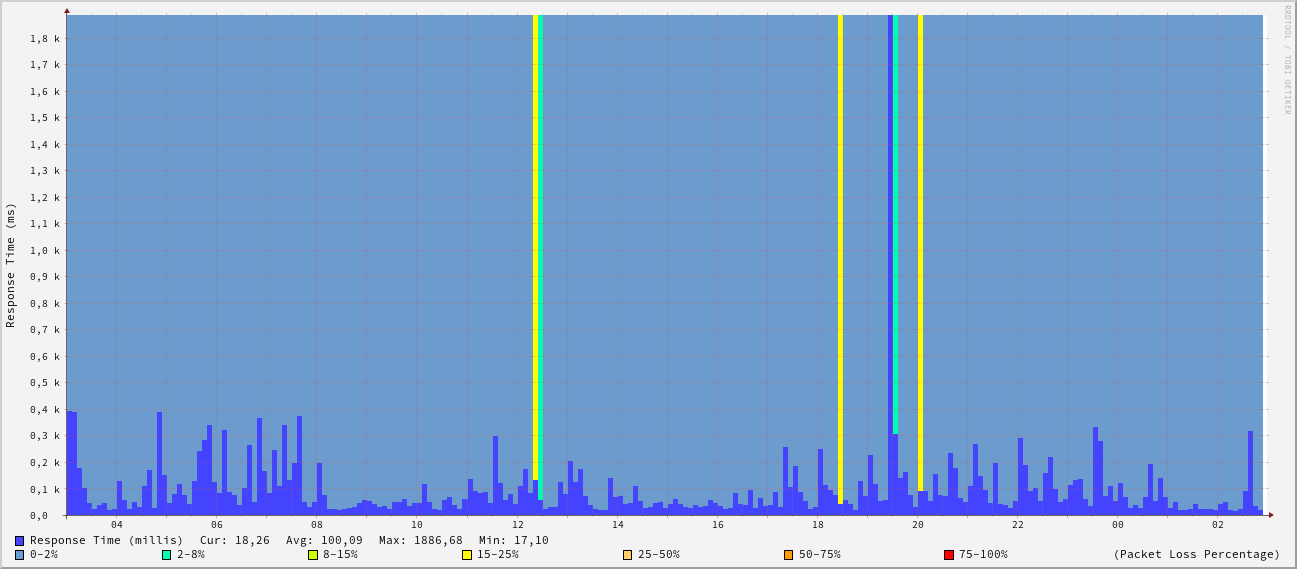 RRDTOOL / TOBI OETIKER
Response Time (ms)
1,8 k
1,7 k
1,6 k
1,5 k
1,4 k
1,3 k
1,2 k
1,1 k
1,0 k
0,9 k
0,8 k
0,7 k
0,6 k
0,5 k
0,4 k
0,3 k
0,2 k
0,1 k
0,0
04 06 08 10 12 14 16 18 20 22 00 02
Response Time (millis) Cur: 18,26 Avg: 100,09 Max: 1886,68 Min: 17,10
0-2% 2-8% 8-15% 15-25% 25-50% 50-75% 75-100% (Packet Loss Percentage)